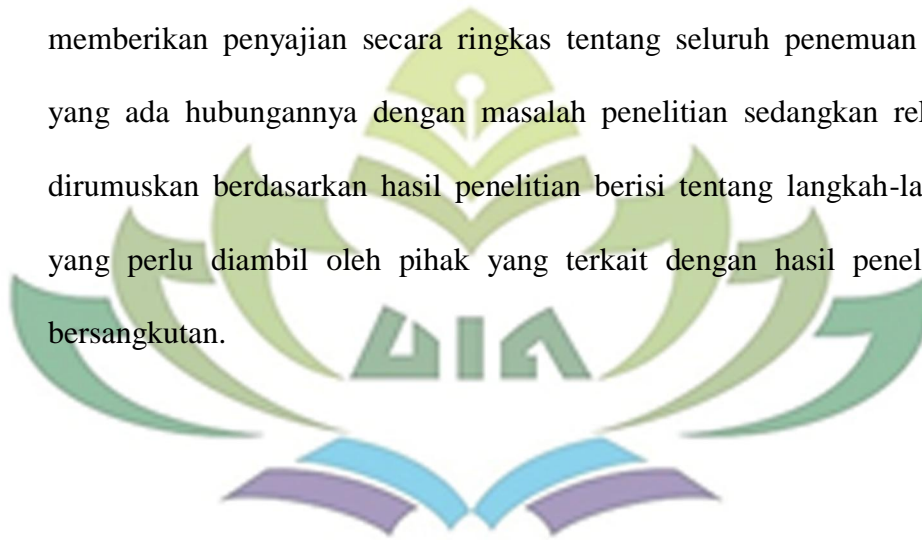 memberikan penyajian secara ringkas tentang seluruh penemuan
yang ada hubungannya dengan masalah penelitian sedangkan
dirumuskan berdasarkan hasil penelitian berisi tentang
yang perlu diambil oleh pihak yang terkait dengan hasil
bersangkutan.
UIN